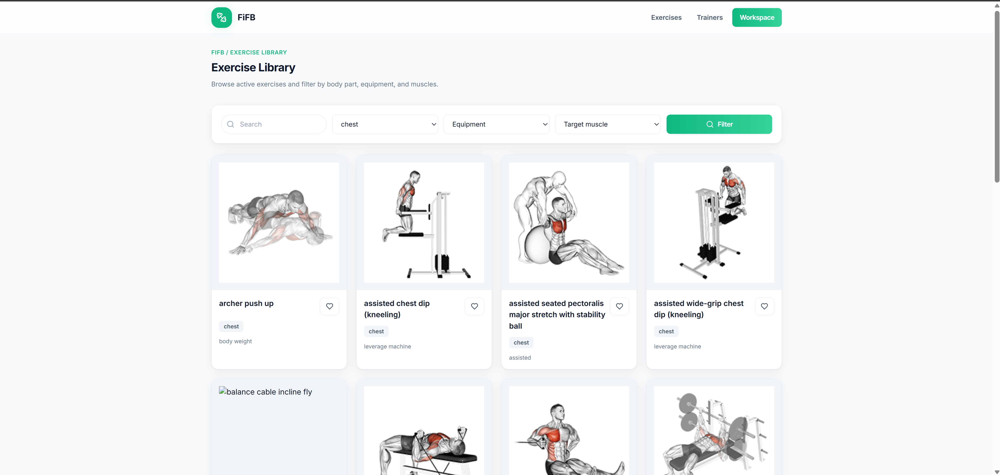 FiFB
Exercises
Trainers
Workspace
FIFB / EXERCISE LIBRARY
Exercise Library
Browse active exercises and filter by body part, equipment, and muscles.
Search
chest
Equipment
Target muscle
Filter
archer push up
chest
body weight
assisted chest dip
(kneeling)
chest
leverage machine
assisted seated pectoralis
major stretch with stability
ball
chest
assisted
assisted wide-grip chest
dip (kneeling)
chest
leverage machine
balance cable incline fly